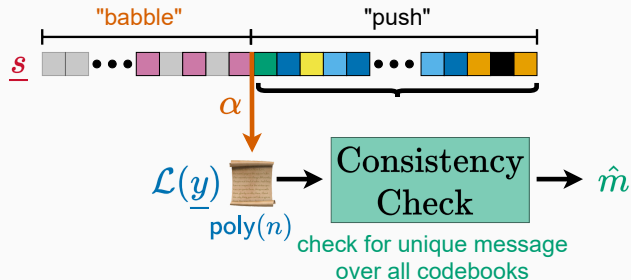 "babble" "push"
s
α
ℒ(y) Consistency
Check m̂
poly(n)
check for unique message
over all codebooks